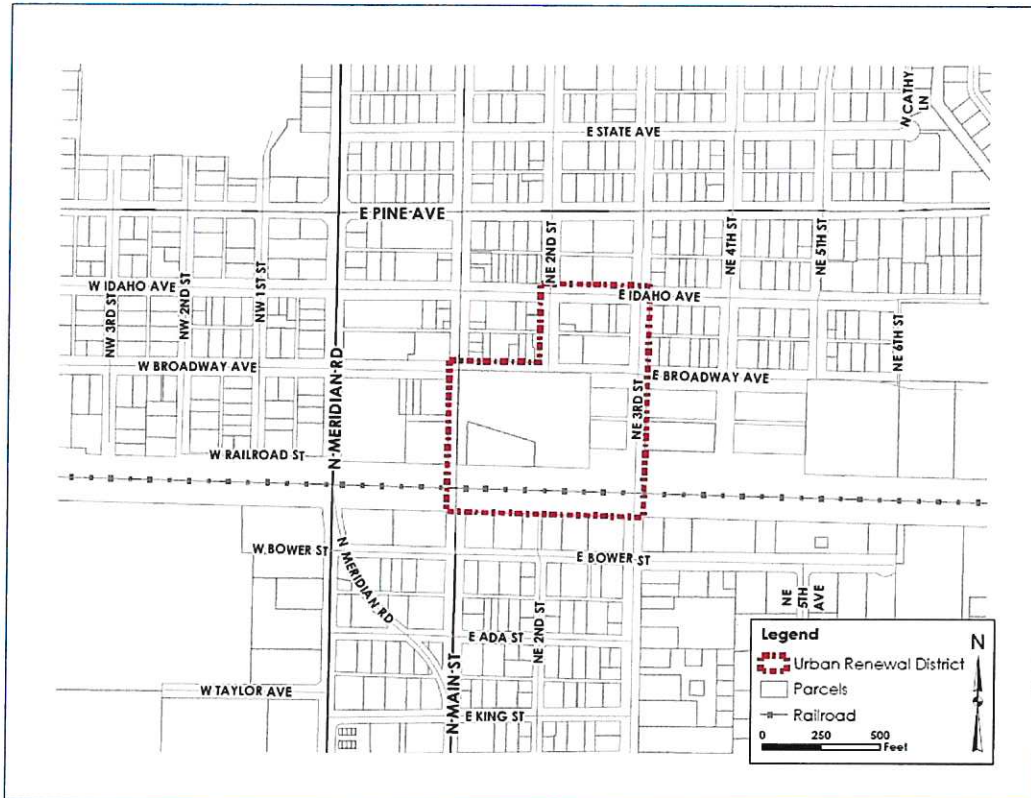 N CATHY LN
E STATE AVE
E PINE AVE
NE 2ND ST
NE 4TH ST
NE 5TH ST
W IDAHO AVE
E IDAHO AVE
NW 3RD ST
NW 2ND ST
NW 1ST ST
NE 6TH ST
W BROADWAY AVE
E BROADWAY AVE
N MERIDIAN RD
NE 3RD ST
W RAILROAD ST
W BOWER ST
E BOWER ST
N MERIDIAN RD
NE 5TH AVE
E ADA ST
NE 2ND ST
W TAYLOR AVE
N MAIN ST
E KING ST
Legend
N
Urban Renewal District
Parcels
Railroad
0 250 500
Feet